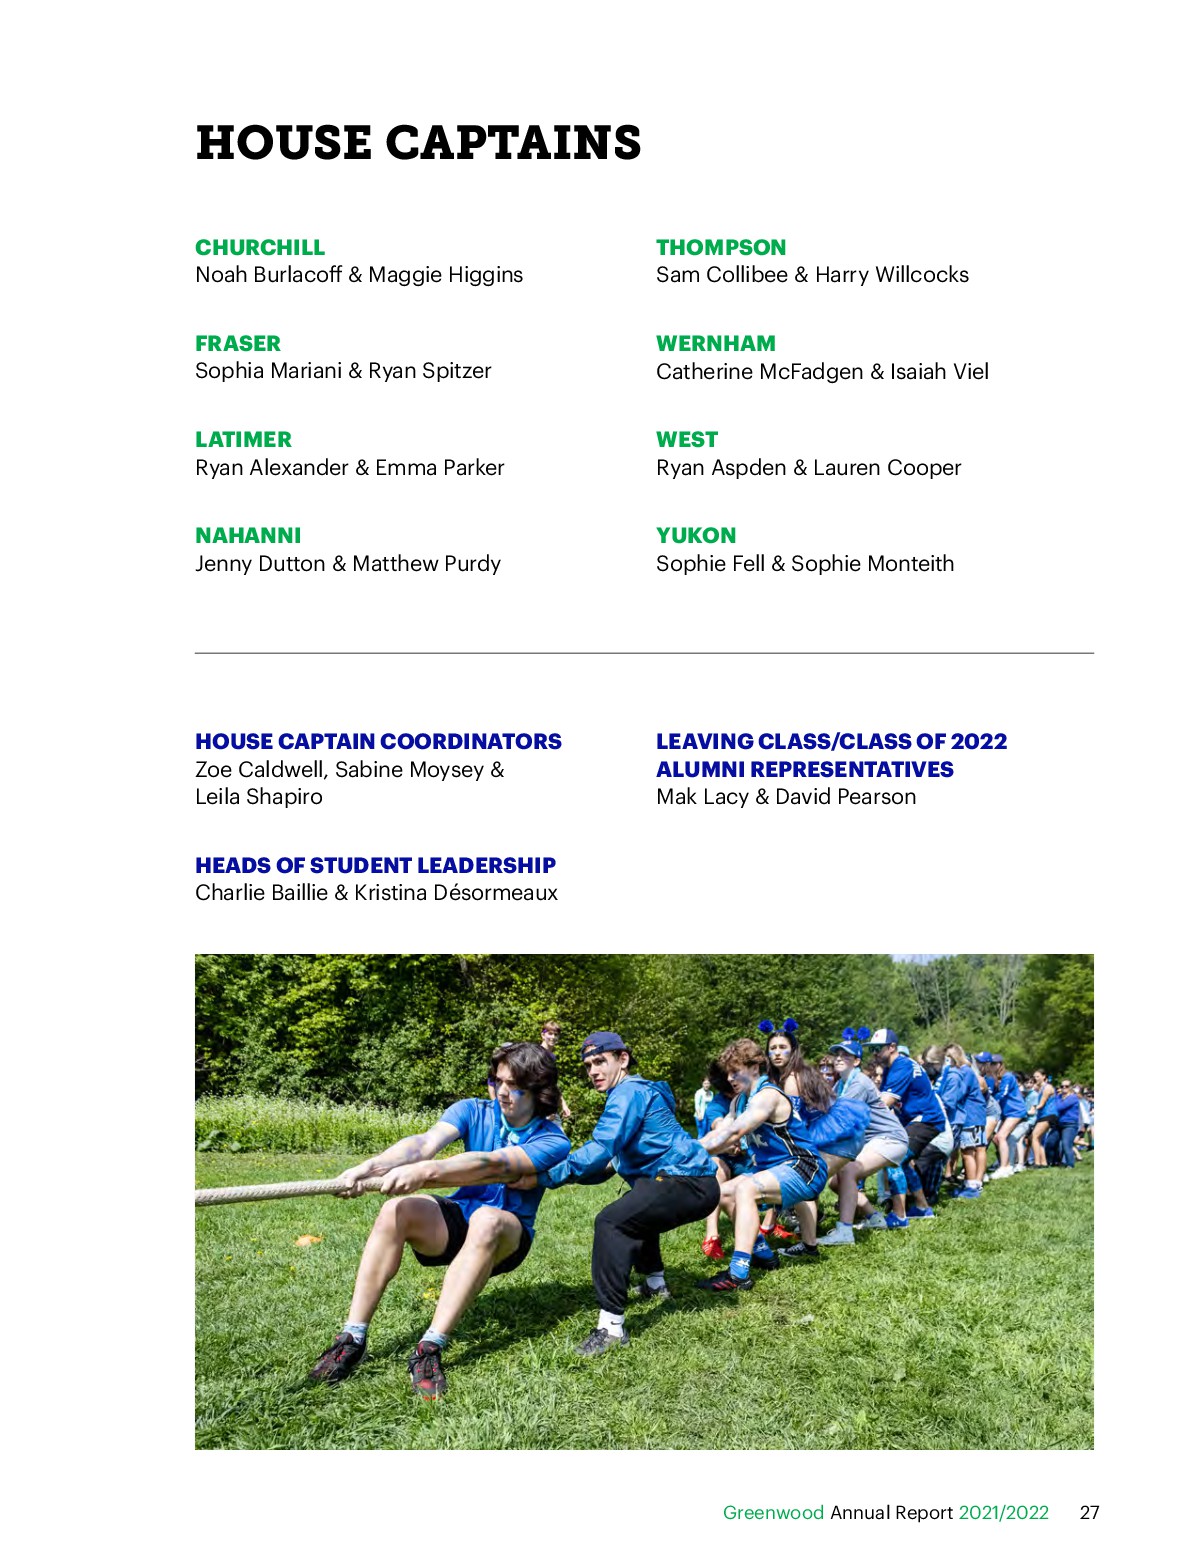 HOUSE CAPTAINS
CHURCHILL
Noah Burlacoff & Maggie Higgins
FRASER
Sophia Mariani & Ryan Spitzer
LATIMER
Ryan Alexander & Emma Parker
NAHANNI
Jenny Dutton & Matthew Purdy
THOMPSON
Sam Collibee & Harry Willcocks
WERNHAM
Catherine McFadgen & Isaiah Viel
WEST
Ryan Aspden & Lauren Cooper
YUKON
Sophie Fell & Sophie Monteith
HOUSE CAPTAIN COORDINATORS
Zoe Caldwell, Sabine Moysey &
Leila Shapiro
HEADS OF STUDENT LEADERSHIP
Charlie Baillie & Kristina Désormeaux
LEAVING CLASS/CLASS OF 2022
ALUMNI REPRESENTATIVES
Mak Lacy & David Pearson
Greenwood Annual Report 2021/2022 27